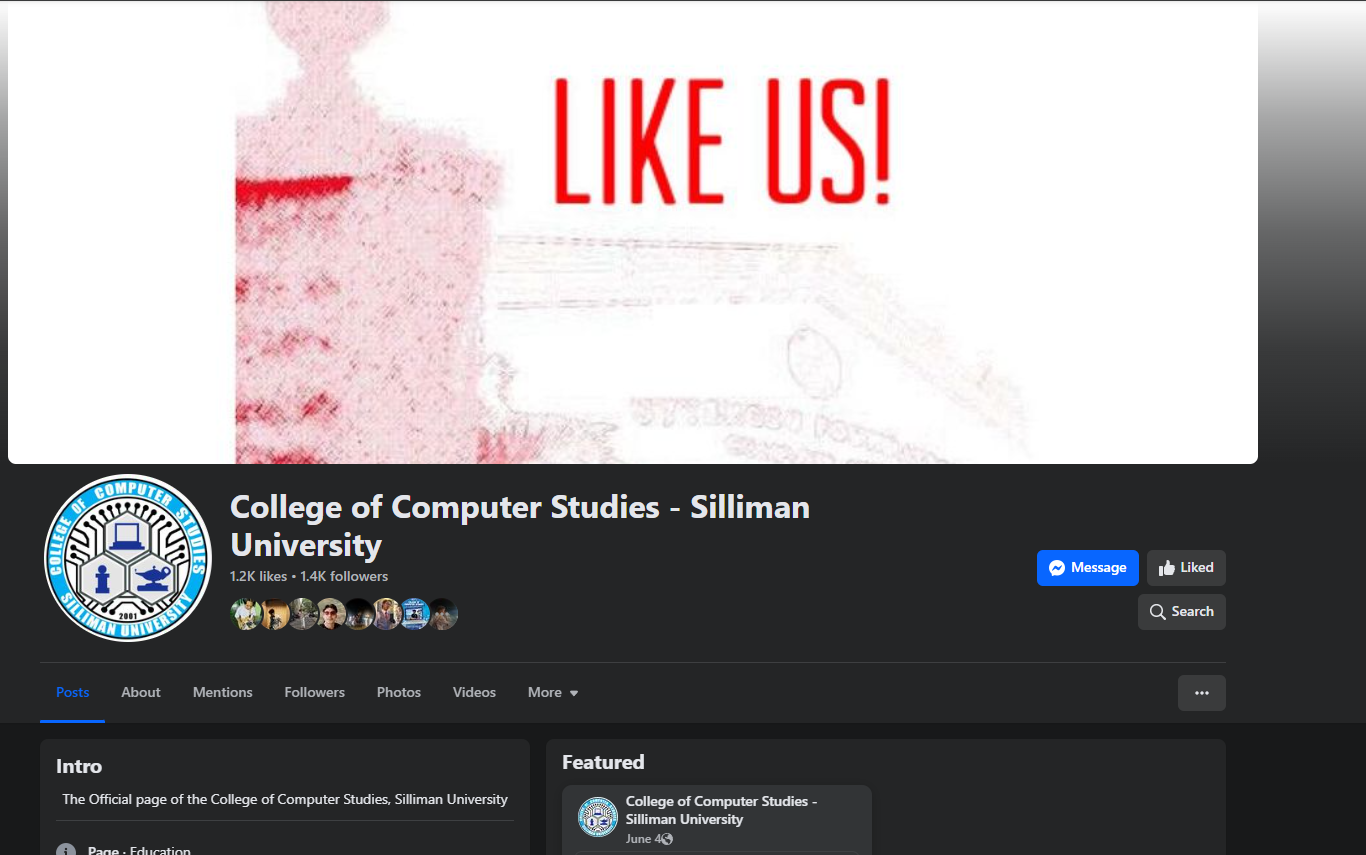 LIKE US!
COLLEGE OF COMPUTER STUDIES
2001
SILLIMAN UNIVERSITY
College of Computer Studies - Silliman
University
1.2K likes • 1.4K followers
Message
Liked
Search
Posts About Mentions Followers Photos Videos More
Intro
The Official page of the College of Computer Studies, Silliman University
Page · Education
Featured
College of Computer Studies -
Silliman University
June 4